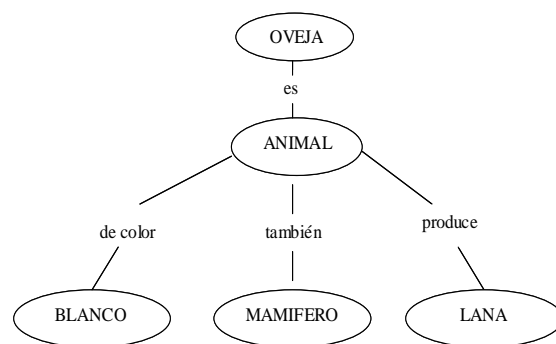 OVEJA
es
ANIMAL
de color
también
produce
BLANCO
MAMIFERO
LANA